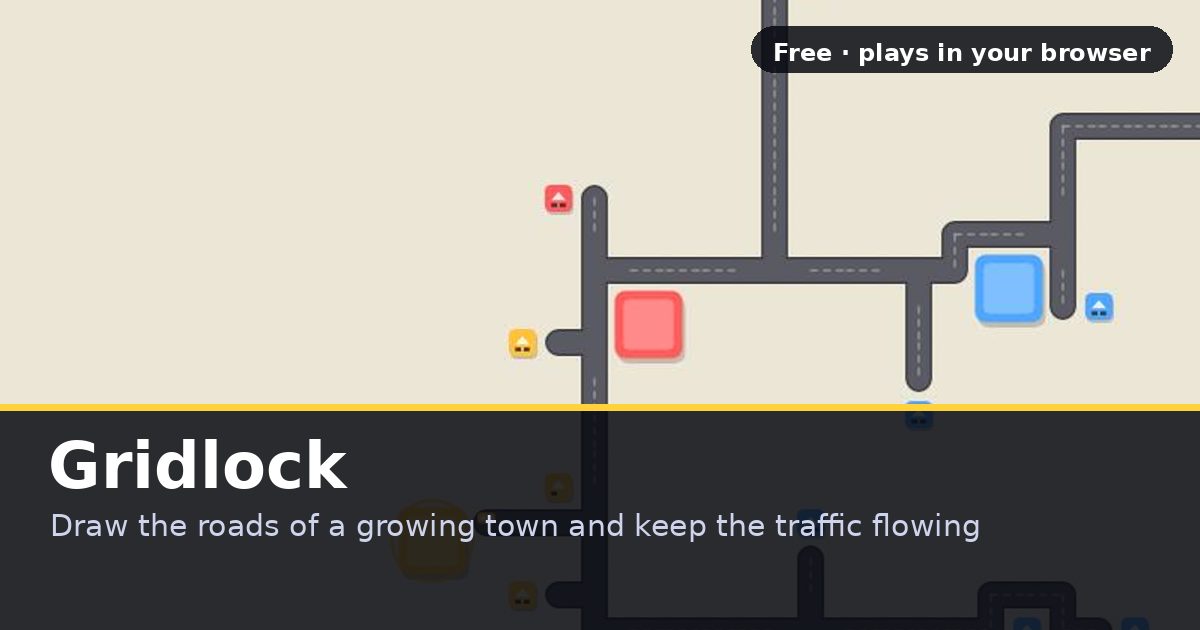 Free · plays in your browser
Gridlock
Draw the roads of a growing town and keep the traffic flowing